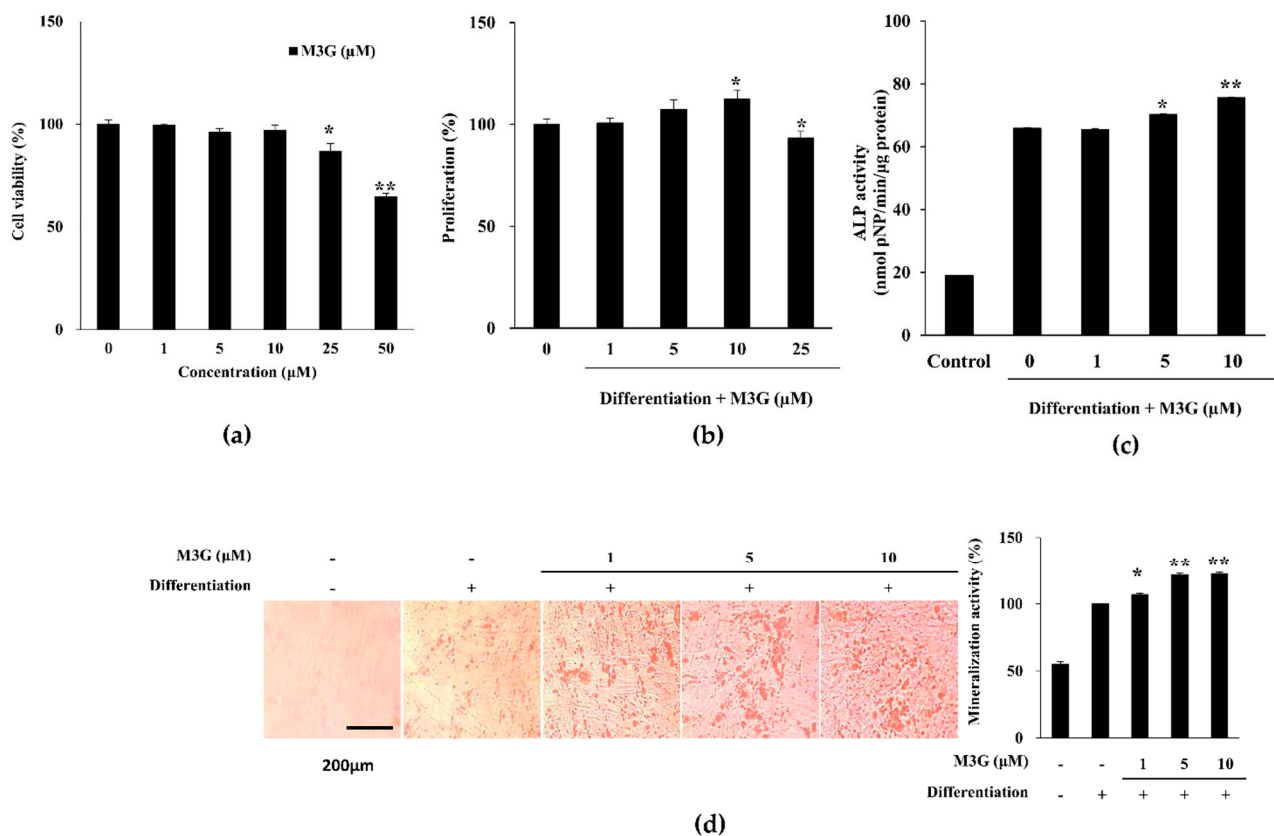 150
100
50
0
Cell viability (%)
M3G (µM)
*
**
0 1 5 10 25 50
Concentration (µM)
(a)
150
100
50
0
Proliferation (%)
*
*
0 1 5 10 25
Differentiation + M3G (µM)
(b)
100
80
60
40
20
0
ALP activity
(nmol pNP/min/µg protein)
*
**
Control 0 1 5 10
Differentiation + M3G (µM)
(c)
M3G (µM) - - 1 5 10
Differentiation - + + + +
200µm
150
100
50
0
Mineralization activity (%)
* ** **
M3G (µM) - - 1 5 10
Differentiation - + + + +
(d)